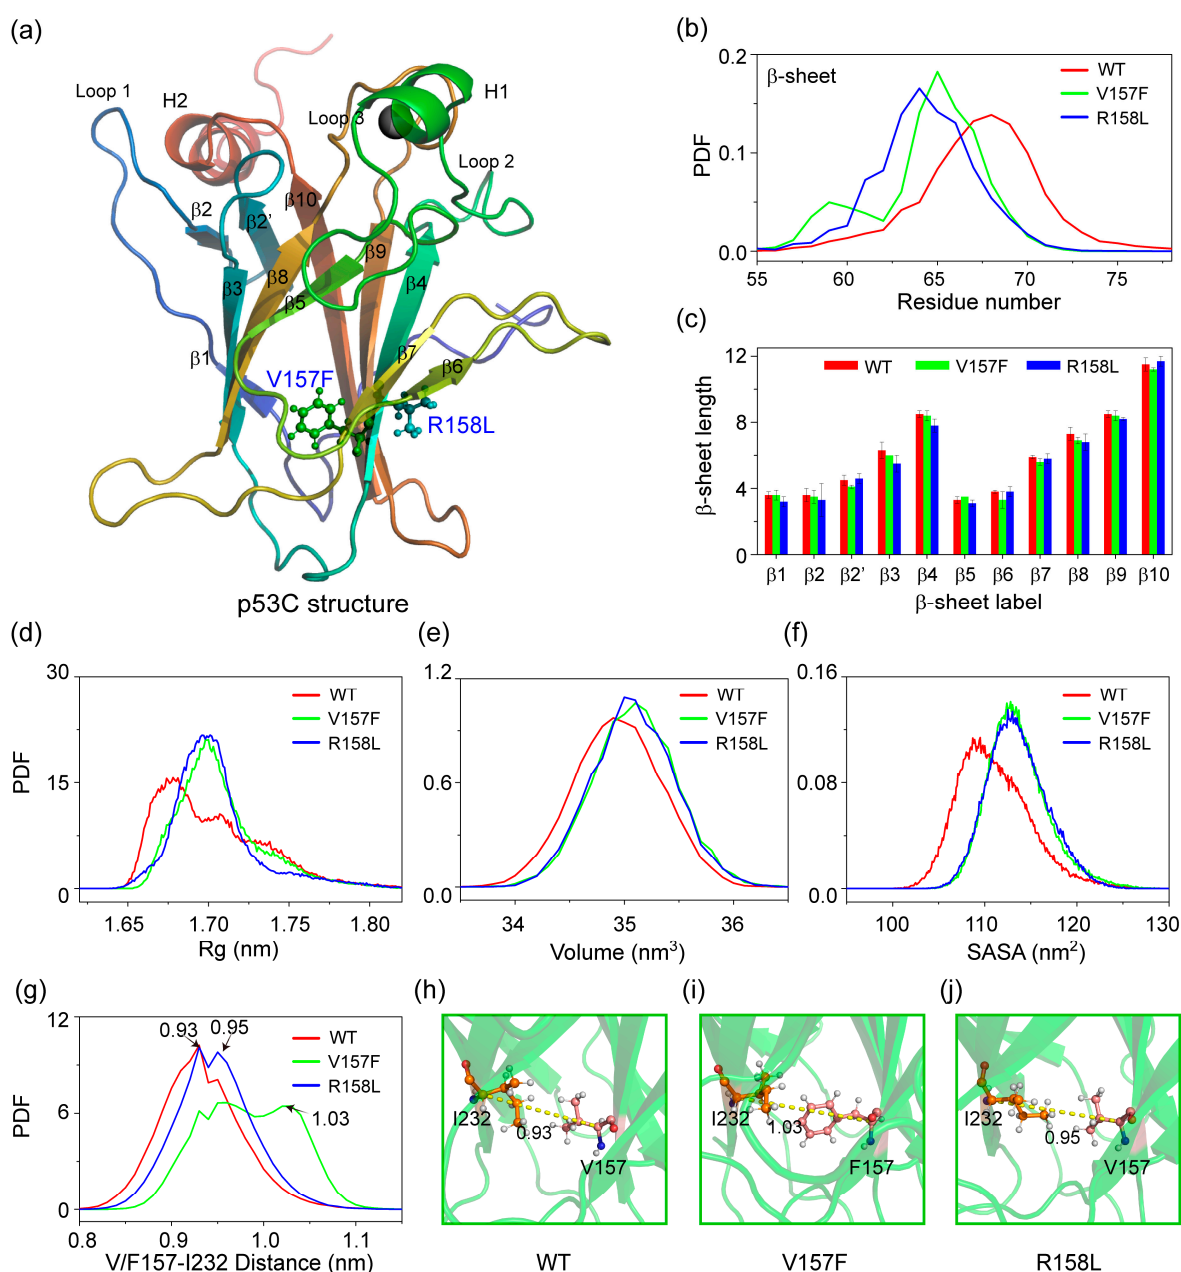 (a)
Loop 1
H2
Loop 3
H1
Loop 2
β2
β2'
β10
β9
β3
β8
β5
β4
β1
β7
β6
V157F
R158L
p53C structure
(b)
0.2
0.1
0.0
PDF
β-sheet
WT
V157F
R158L
55 60 65 70 75
Residue number
(c)
12
8
4
0
β-sheet length
WT V157F R158L
β1 β2 β2' β3 β4 β5 β6 β7 β8 β9 β10
β-sheet label
(d)
30
15
0
PDF
WT
V157F
R158L
1.65 1.70 1.75 1.80
Rg (nm)
(e)
1.2
0.6
0.0
WT
V157F
R158L
34 35 36
Volume (nm³)
(f)
0.16
0.08
0.00
WT
V157F
R158L
100 110 120 130
SASA (nm²)
(g)
12
6
0
PDF
0.93 0.95
WT
V157F
R158L
1.03
0.8 0.9 1.0 1.1
V/F157-I232 Distance (nm)
(h)
I232
0.93
V157
WT
(i)
I232
1.03
F157
V157F
(j)
I232
0.95
V157
R158L